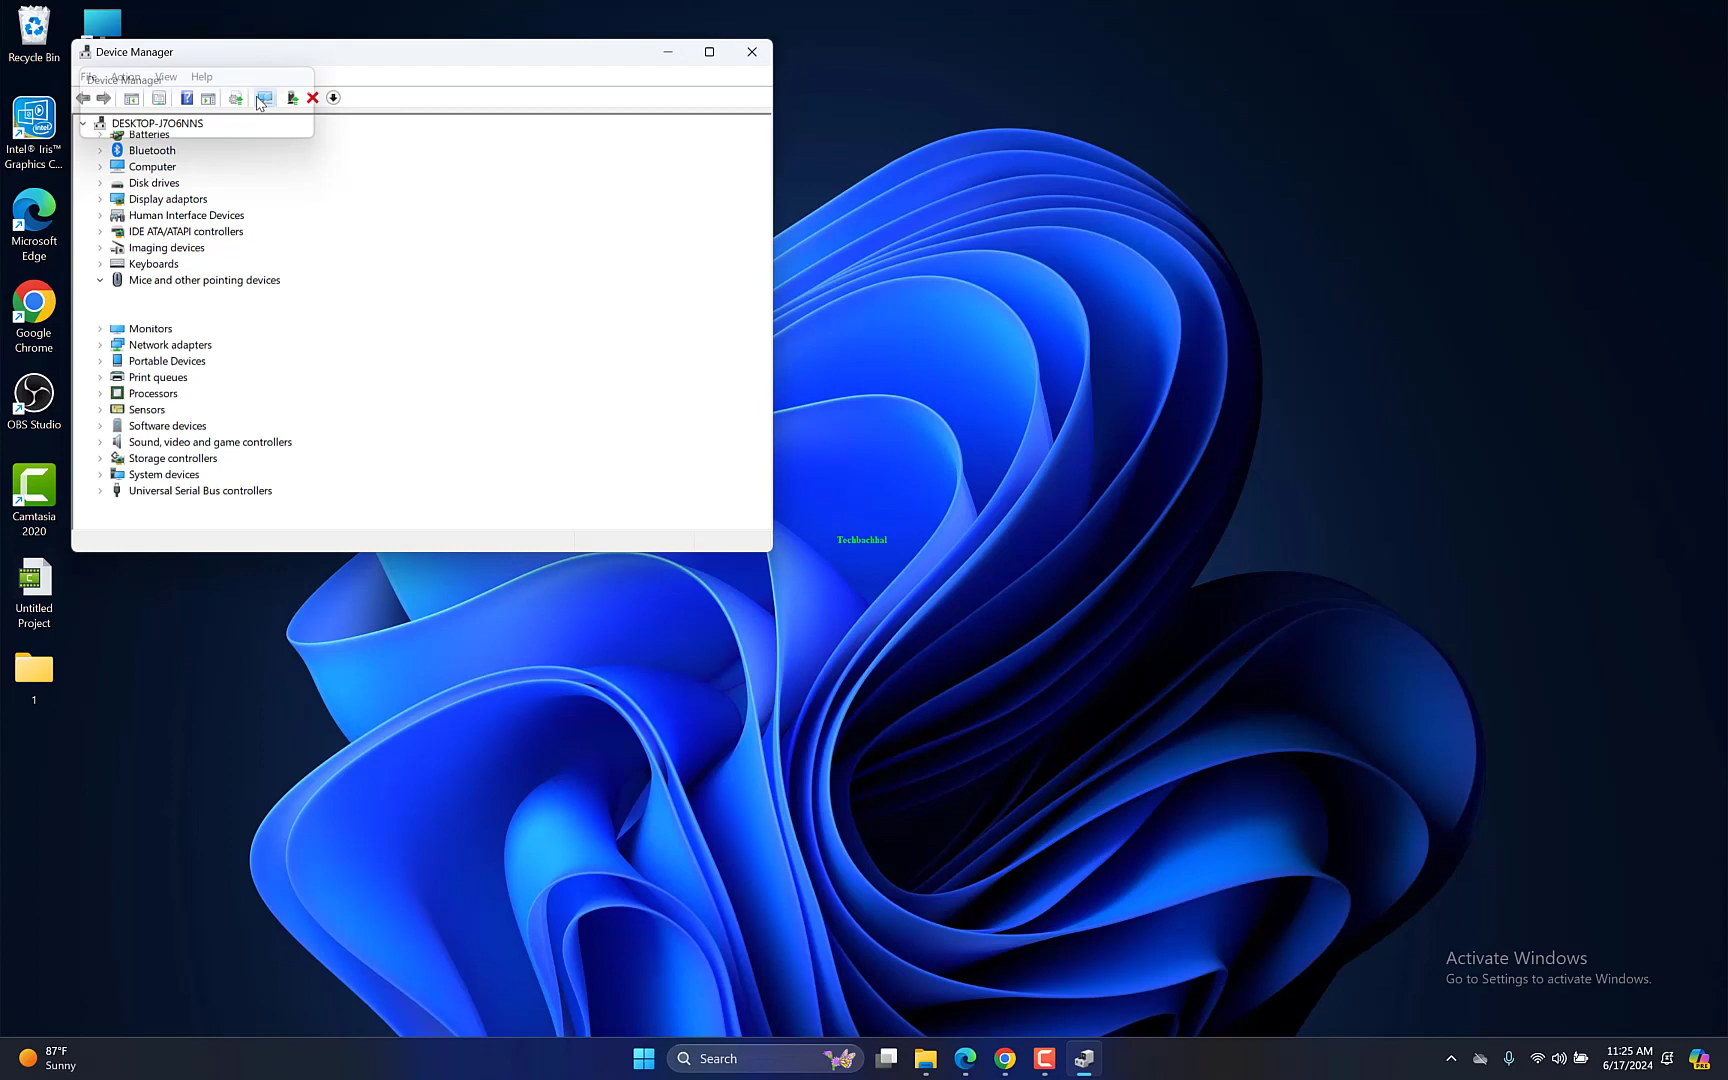 Recycle Bin
Intel® Iris™
Graphics C...
Microsoft
Edge
Google
Chrome
OBS Studio
Camtasia
2020
Untitled
Project
1
Device Manager
File Action View Help
Device Manager
DESKTOP-J7O6NNS
Batteries
Bluetooth
Computer
Disk drives
Display adaptors
Human Interface Devices
IDE ATA/ATAPI controllers
Imaging devices
Keyboards
Mice and other pointing devices
Monitors
Network adapters
Portable Devices
Print queues
Processors
Sensors
Software devices
Sound, video and game controllers
Storage controllers
System devices
Universal Serial Bus controllers
Techbachhal
Activate Windows
Go to Settings to activate Windows.
87°F
Sunny
Search
11:25 AM
6/17/2024
PRE